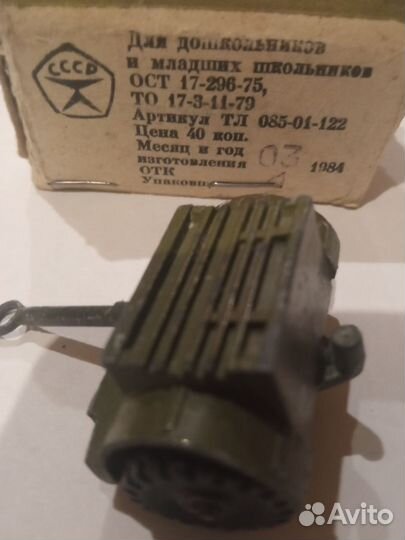 СССР
Для дошкольников
и младших школьников
ОСТ 17-296-75,
ТО 17-3-11-79
Артикул ТЛ 085-01-122
Цена 40 коп.
Месяц и год
изготовления 03 1984
ОТК
Упаковщ
Avito